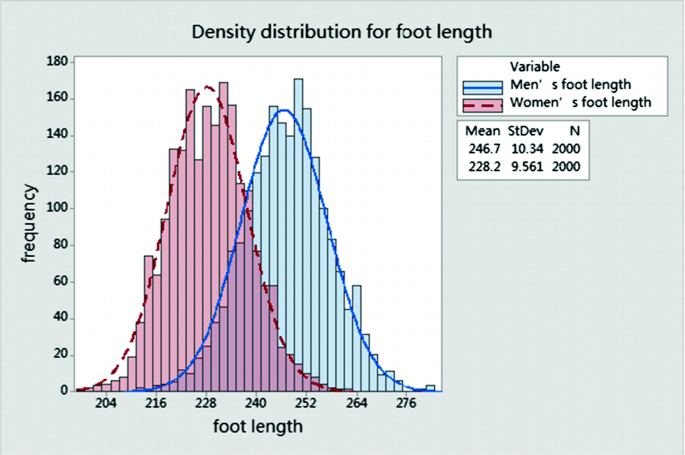 Density distribution for foot length
180
160
140
120
100
80
60
40
20
0
frequency
204 216 228 240 252 264 276
foot length
Variable
Men’ s foot length
Women’ s foot length
Mean StDev N
246.7 10.34 2000
228.2 9.561 2000